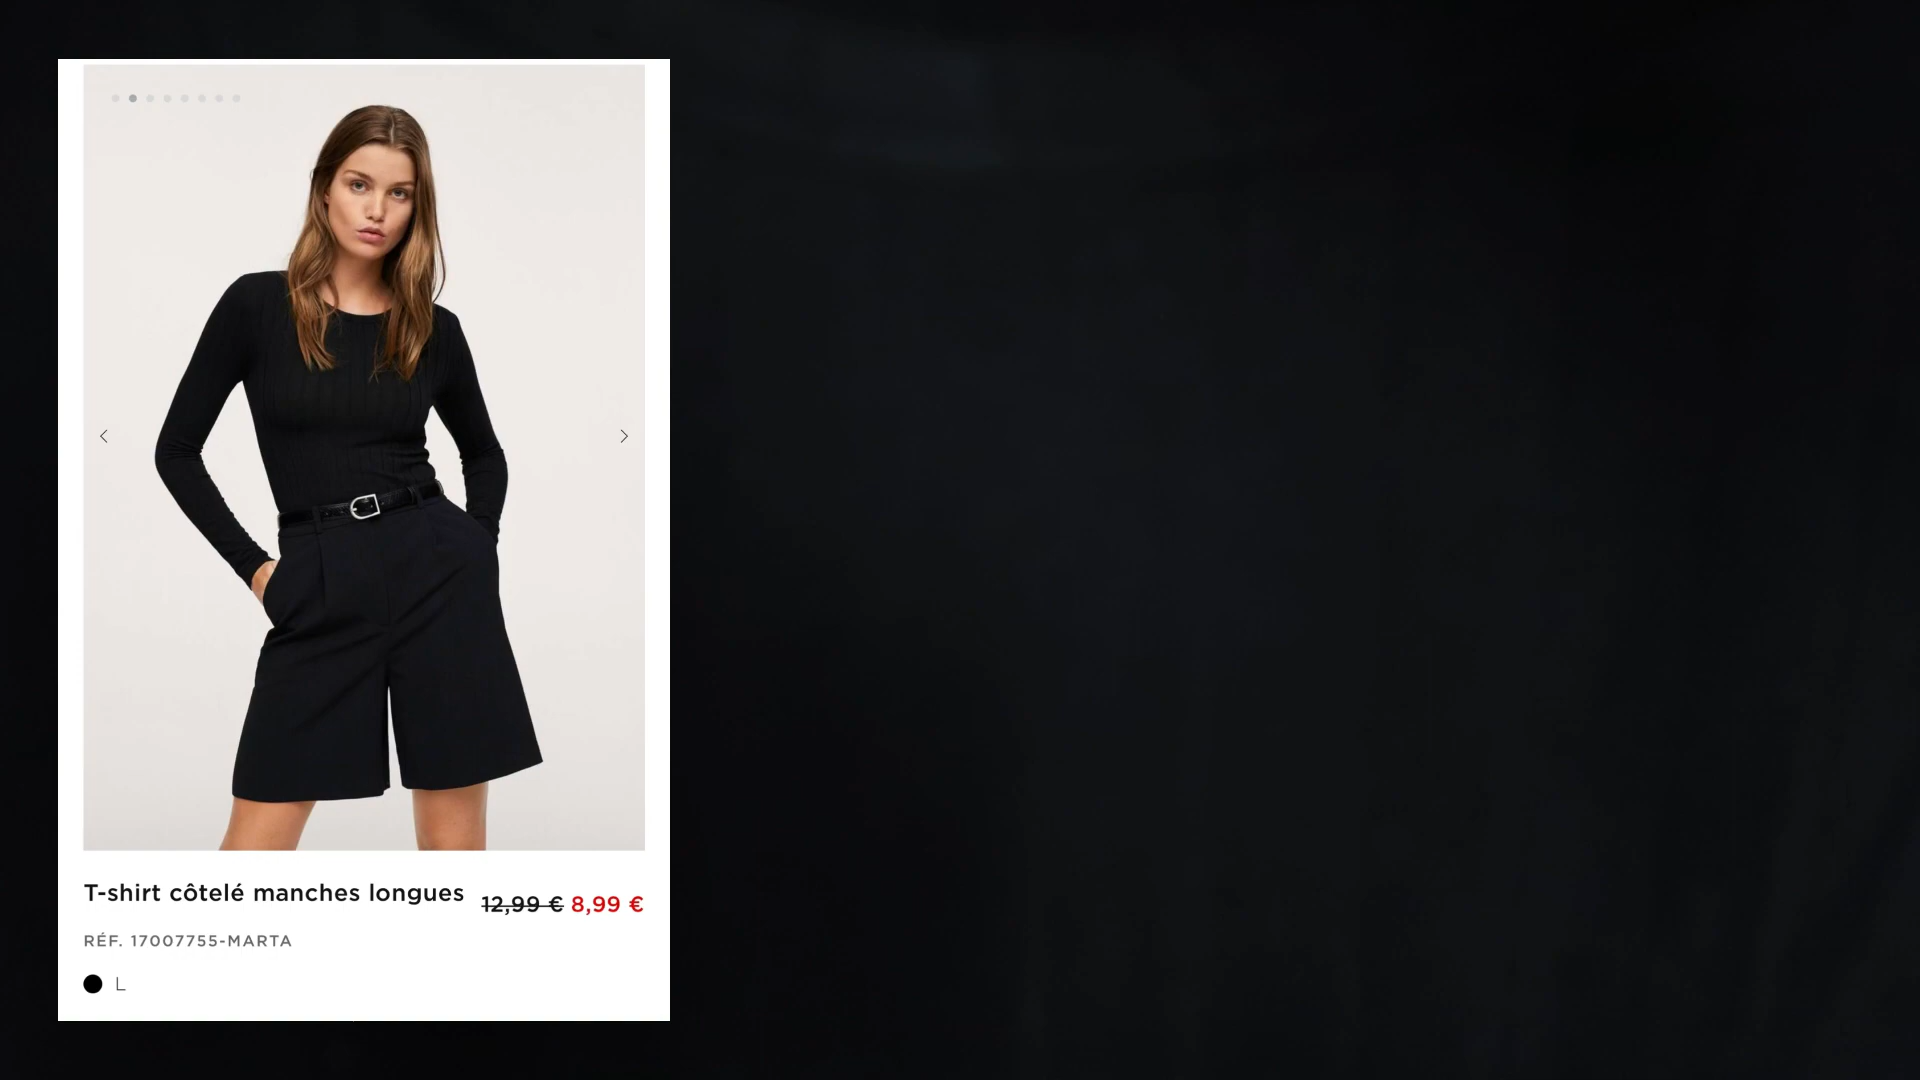 T-shirt côtelé manches longues
12,99 € 8,99 €
RÉF. 17007755-MARTA
L